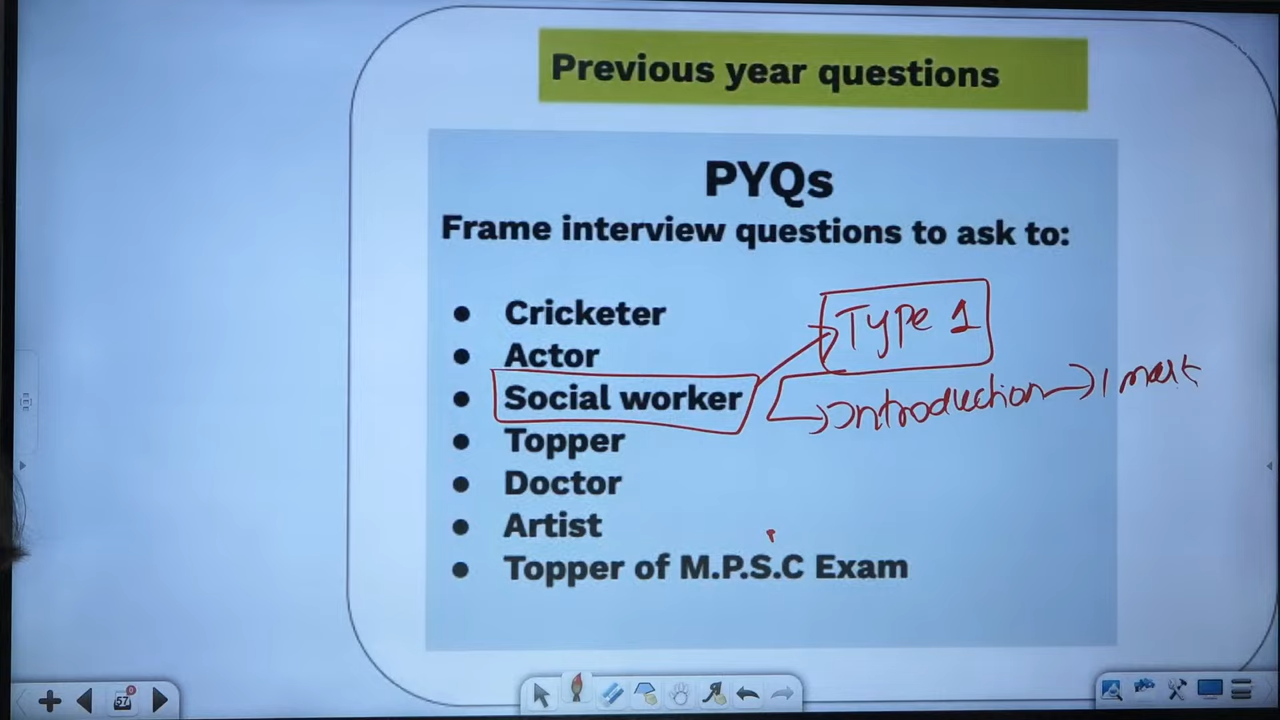 Previous year questions
PYQs
Frame interview questions to ask to:
● Cricketer
● Actor
● Social worker
● Topper
● Doctor
● Artist
● Topper of M.P.S.C Exam
Type 1
Introduction → 1 mark
57